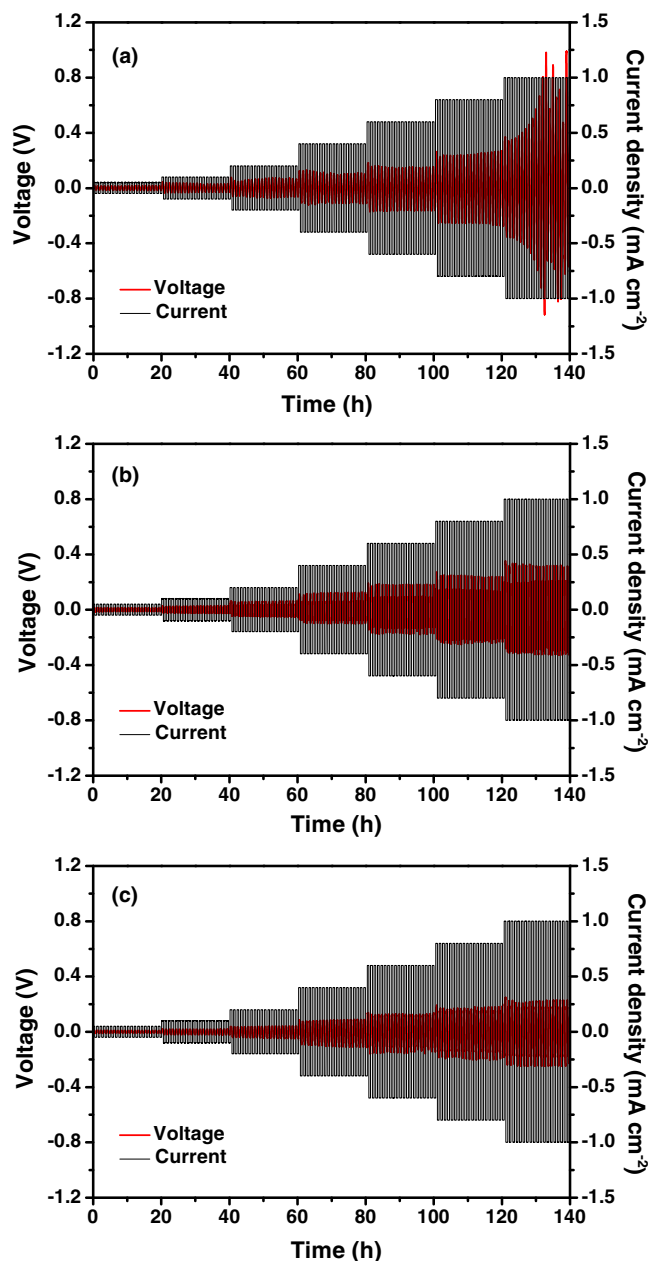 (a)
Voltage (V)
1.2
0.8
0.4
0.0
-0.4
-0.8
-1.2
Voltage
Current
0 20 40 60 80 100 120 140
Time (h)
1.5
1.0
0.5
0.0
-0.5
-1.0
-1.5
Current density (mA cm⁻²)
(b)
Voltage (V)
1.2
0.8
0.4
0.0
-0.4
-0.8
-1.2
Voltage
Current
0 20 40 60 80 100 120 140
Time (h)
1.5
1.0
0.5
0.0
-0.5
-1.0
-1.5
Current density (mA cm⁻²)
(c)
Voltage (V)
1.2
0.8
0.4
0.0
-0.4
-0.8
-1.2
Voltage
Current
0 20 40 60 80 100 120 140
Time (h)
1.5
1.0
0.5
0.0
-0.5
-1.0
-1.5
Current density (mA cm⁻²)